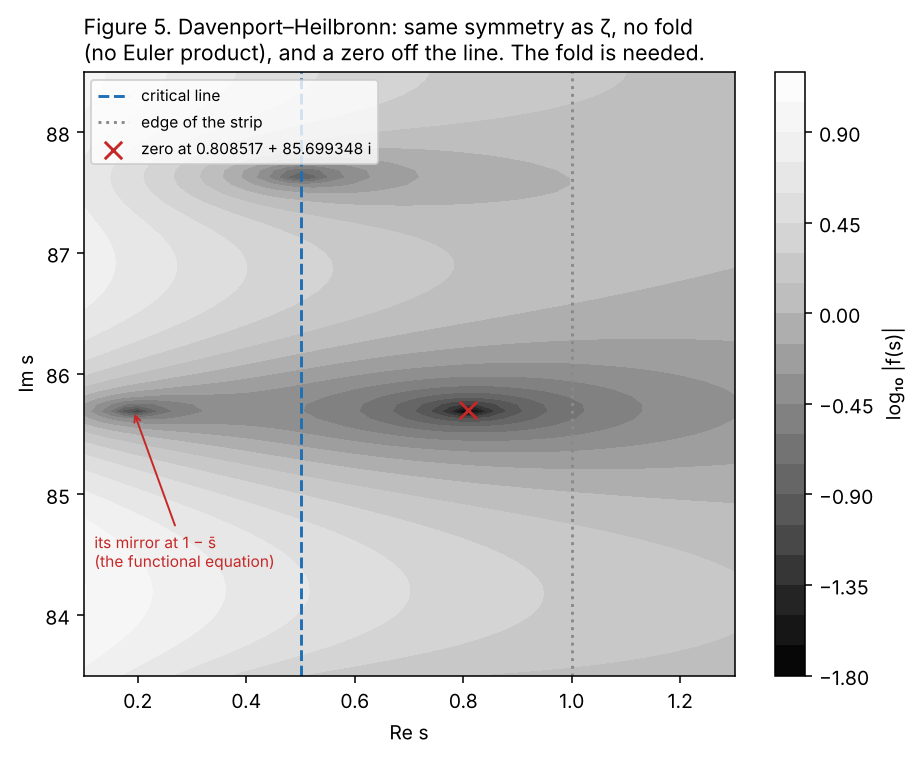 Figure 5. Davenport–Heilbronn: same symmetry as ζ, no fold
(no Euler product), and a zero off the line. The fold is needed.
critical line
edge of the strip
zero at 0.808517 + 85.699348 i
88
87
86
85
84
Im s
its mirror at 1 − s̄
(the functional equation)
0.2
0.4
0.6
0.8
1.0
1.2
Re s
0.90
0.45
0.00
−0.45
−0.90
−1.35
−1.80
log₁₀ |f(s)|